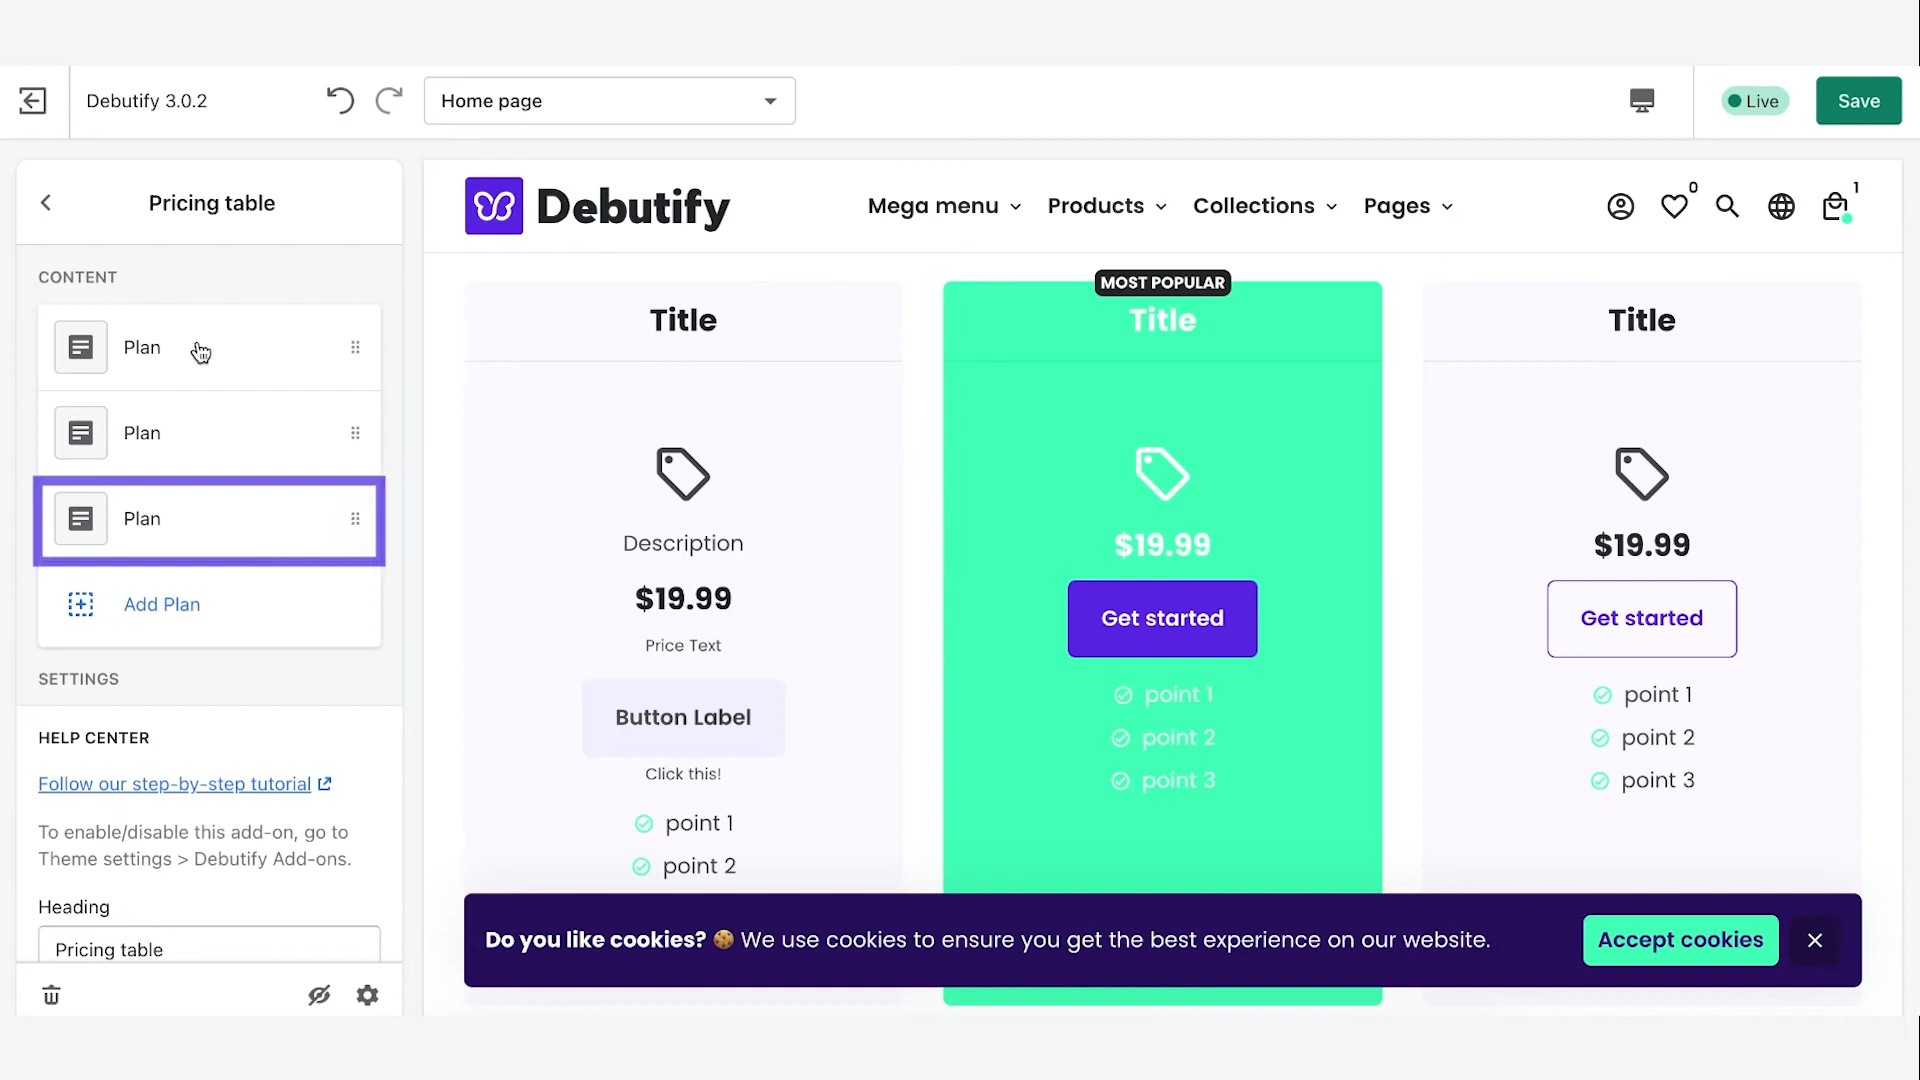 Debutify 3.0.2
Home page
Live
Save
Pricing table
CONTENT
Plan
Plan
Plan
Add Plan
SETTINGS
HELP CENTER
Follow our step-by-step tutorial
To enable/disable this add-on, go to
Theme settings > Debutify Add-ons.
Heading
Pricing table
Debutify
Mega menu
Products
Collections
Pages
0
1
Title
Description
$19.99
Price Text
Button Label
Click this!
point 1
point 2
MOST POPULAR
Title
$19.99
Get started
point 1
point 2
point 3
Title
$19.99
Get started
point 1
point 2
point 3
Do you like cookies? 🍪 We use cookies to ensure you get the best experience on our website.
Accept cookies